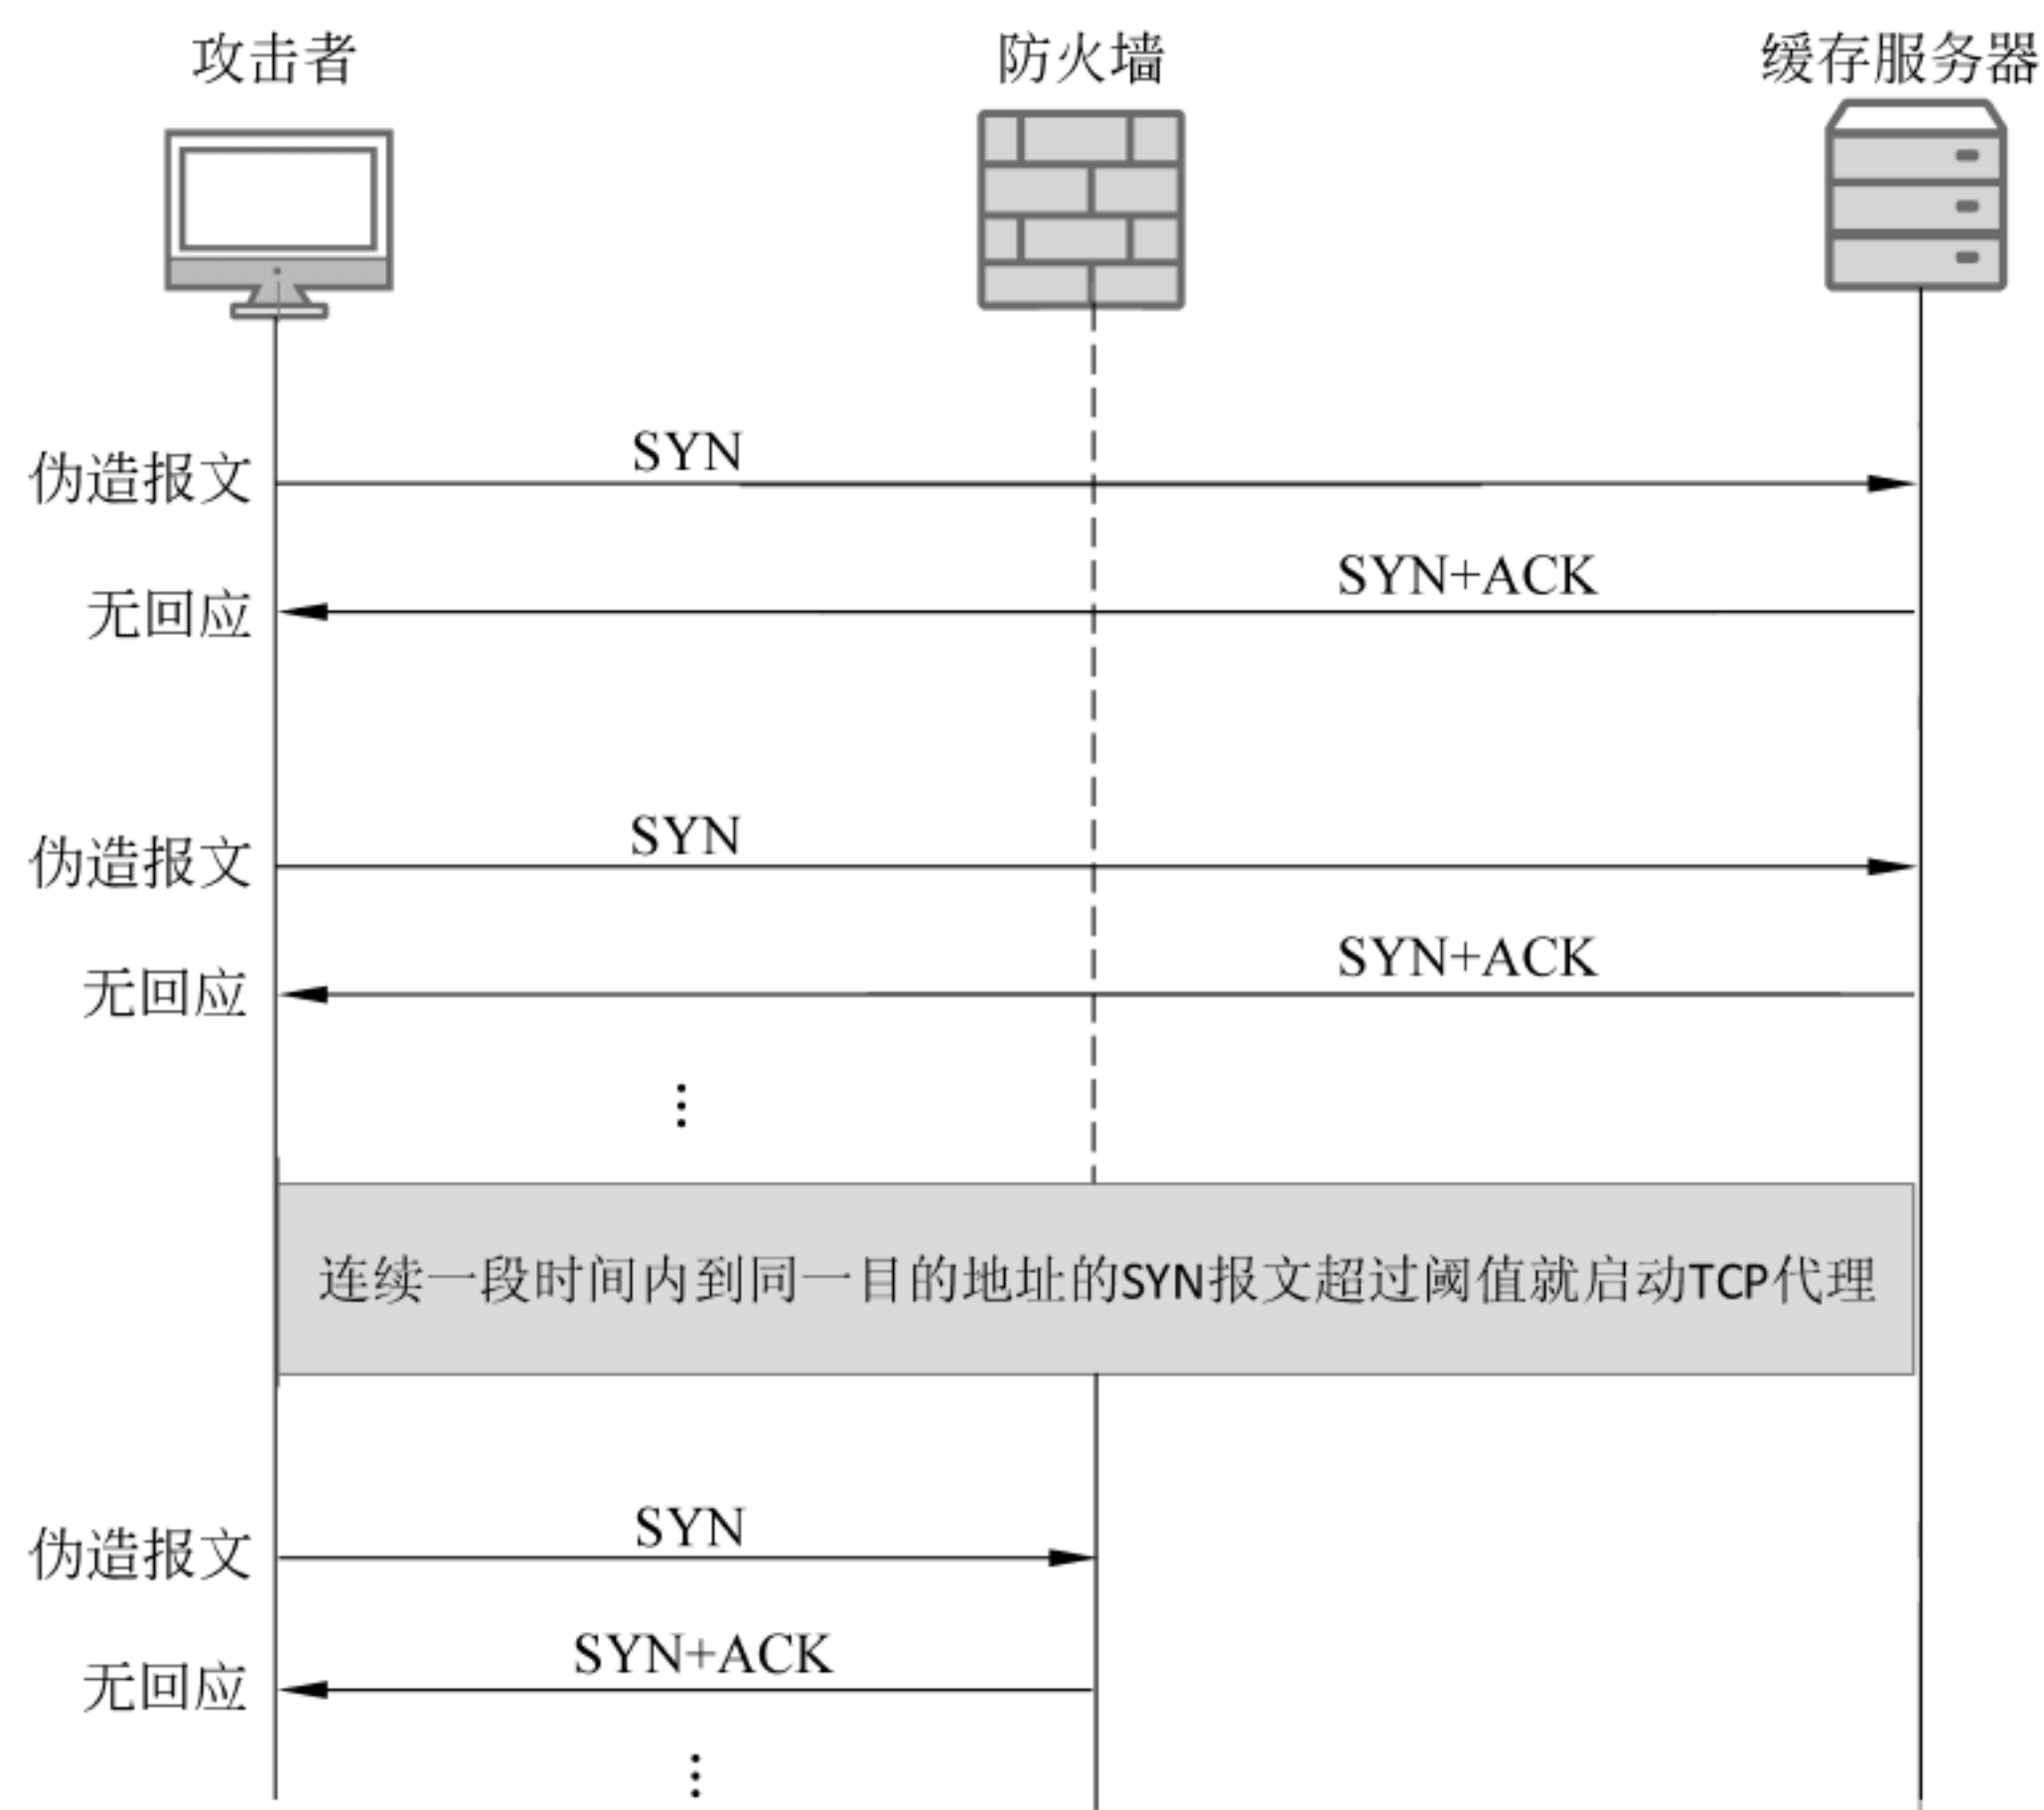 攻击者
防火墙
缓存服务器
SYN
伪造报文
SYN+ACK
无回应
SYN
伪造报文
SYN+ACK
无回应
连续一段时间内到同一目的地址的SYN报文超过阈值就启动TCP代理
SYN
伪造报文
SYN+ACK
无回应